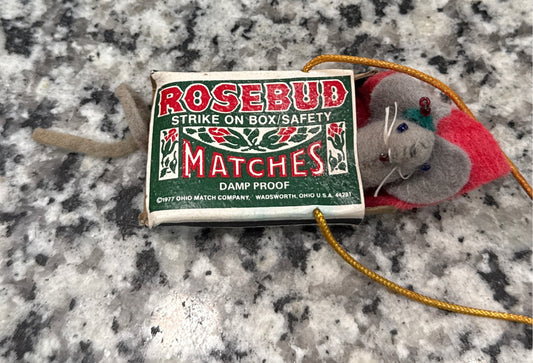 ROSEBUD
STRIKE ON BOX/SAFETY
MATCHES
DAMP PROOF
©1977 OHIO MATCH COMPANY, WADSWORTH, OHIO U.S.A. 44281